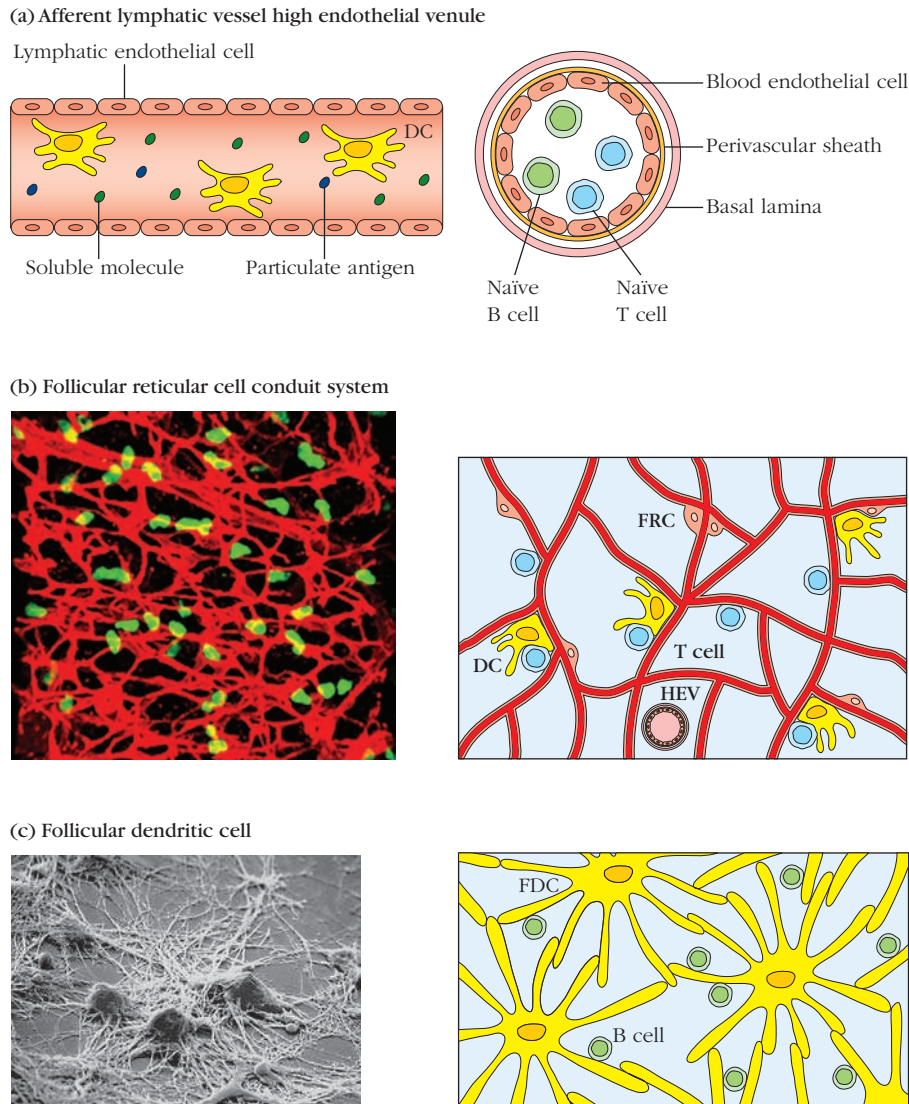 (a) Afferent lymphatic vessel high endothelial venule
Lymphatic endothelial cell
DC
Soluble molecule
Particulate antigen
Blood endothelial cell
Perivascular sheath
Basal lamina
Naïve
B cell
Naïve
T cell
(b) Follicular reticular cell conduit system
FRC
DC
T cell
HEV
(c) Follicular dendritic cell
FDC
B cell